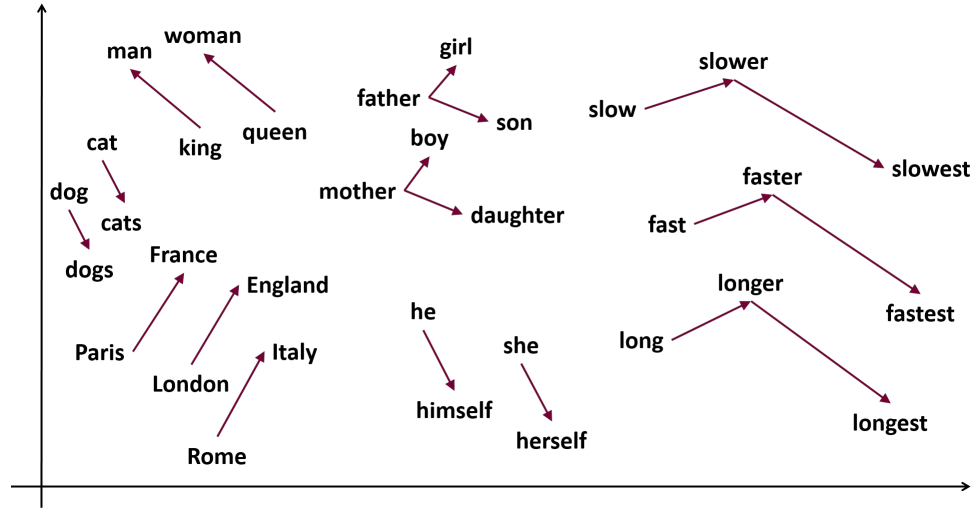 man
woman
king
queen
cat
cats
dog
dogs
France
Paris
England
London
Italy
Rome
girl
father
son
boy
mother
daughter
he
himself
she
herself
slower
slow
slowest
faster
fast
fastest
longer
long
longest